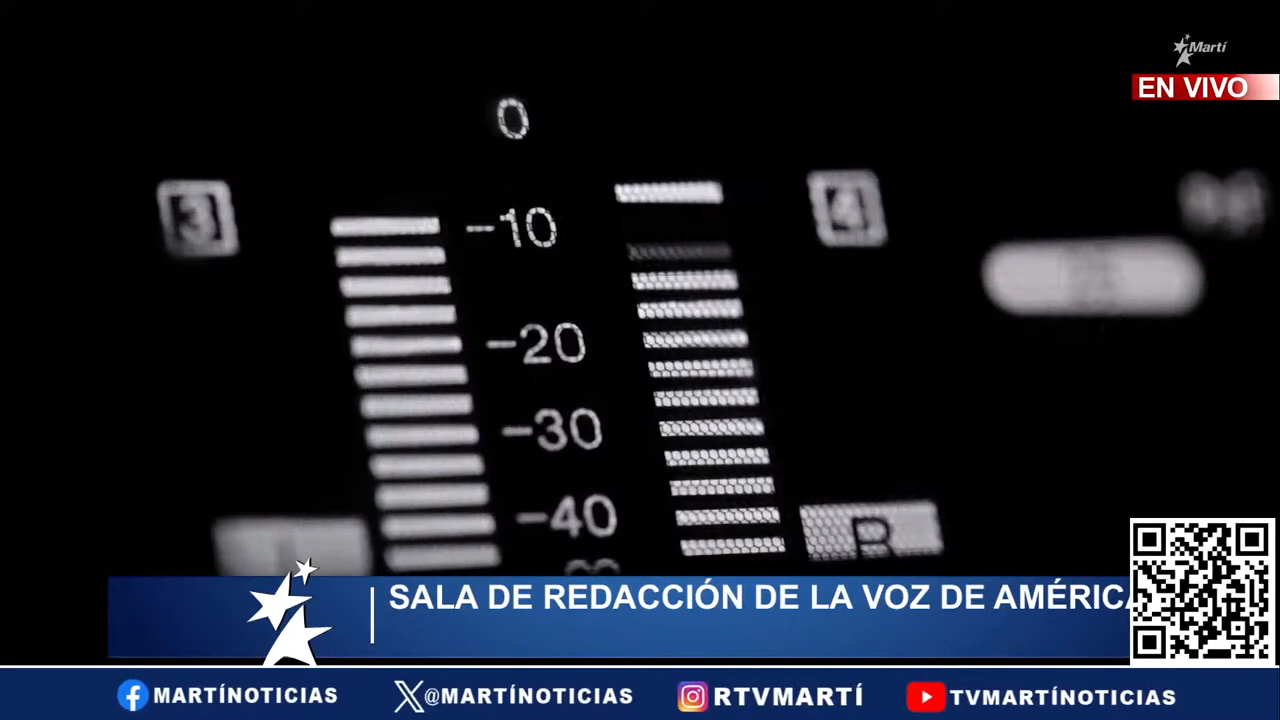 Martí
EN VIVO
0
3
4
-10
-20
-30
-40
R
SALA DE REDACCIÓN DE LA VOZ DE AMÉRICA
MARTÍNOTICIAS
@MARTÍNOTICIAS
RTVMARTÍ
TVMARTÍNOTICIAS